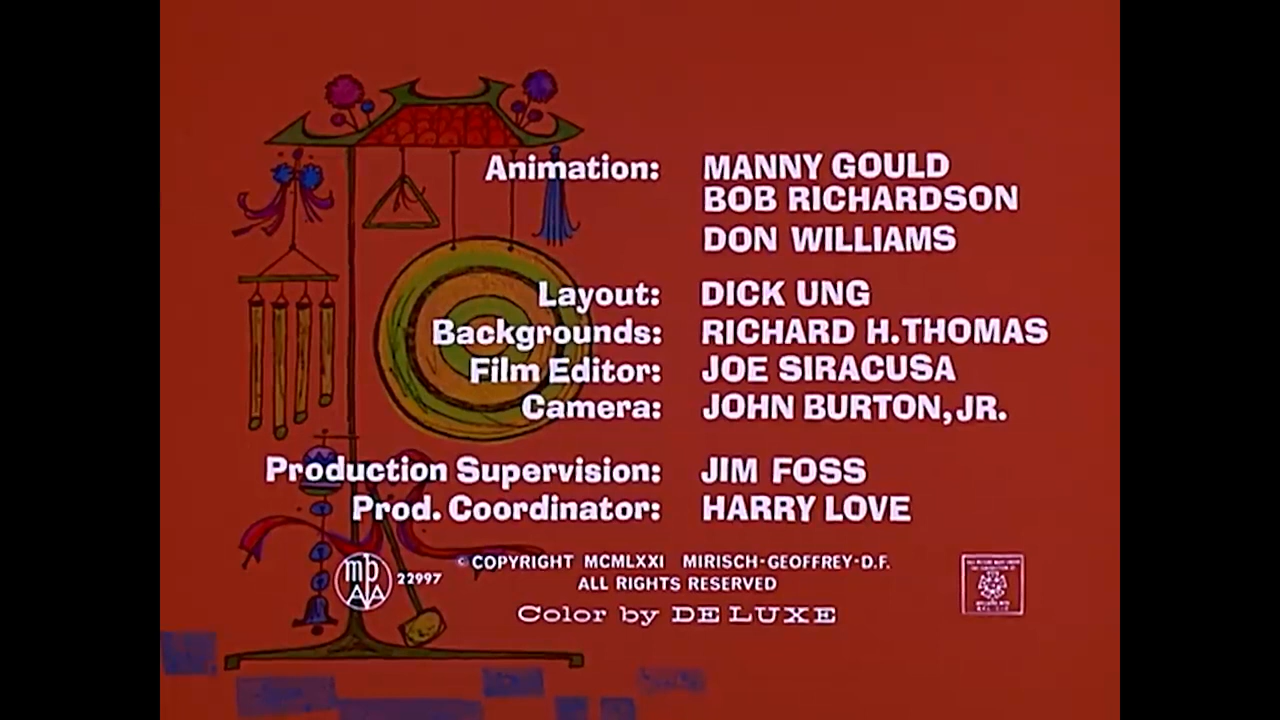 Animation: MANNY GOULD
BOB RICHARDSON
DON WILLIAMS
Layout: DICK UNG
Backgrounds: RICHARD H. THOMAS
Film Editor: JOE SIRACUSA
Camera: JOHN BURTON, JR.
Production Supervision: JIM FOSS
Prod. Coordinator: HARRY LOVE
© COPYRIGHT MCMLXXI MIRISCH-GEOFFREY-D.F.
ALL RIGHTS RESERVED
mpAA 22997
Color by DE LUXE